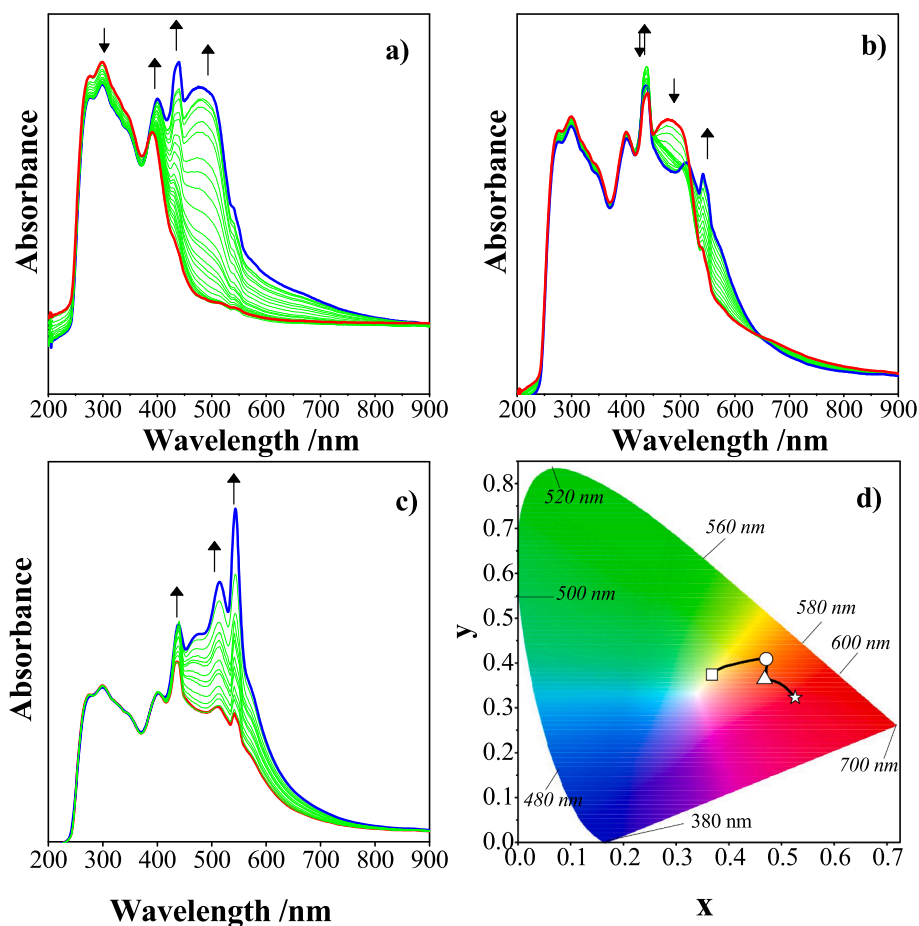 a)
Absorbance
200 300 400 500 600 700 800 900
Wavelength /nm
b)
Absorbance
200 300 400 500 600 700 800 900
Wavelength /nm
c)
Absorbance
200 300 400 500 600 700 800 900
Wavelength /nm
d)
y
0.8
0.7
0.6
0.5
0.4
0.3
0.2
0.1
0.0
520 nm
560 nm
500 nm
580 nm
600 nm
700 nm
480 nm
380 nm
0.0 0.1 0.2 0.3 0.4 0.5 0.6 0.7
x